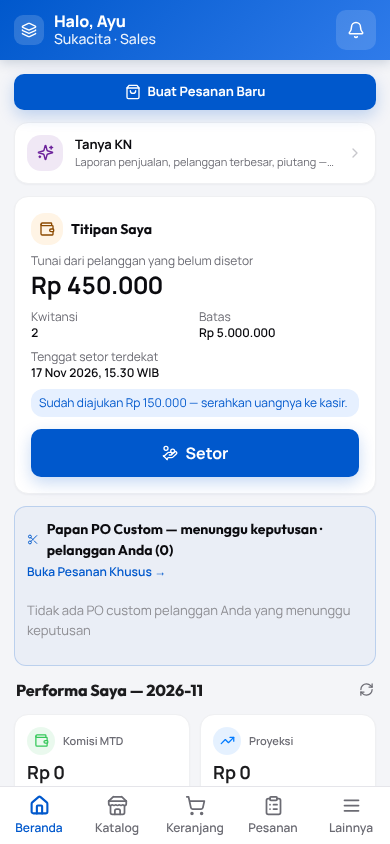 Halo, Ayu
Sukacita · Sales
Buat Pesanan Baru
Tanya KN
Laporan penjualan, pelanggan terbesar, piutang —…
Titipan Saya
Tunai dari pelanggan yang belum disetor
Rp 450.000
Kwitansi
Batas
2
Rp 5.000.000
Tenggat setor terdekat
17 Nov 2026, 15.30 WIB
Sudah diajukan Rp 150.000 — serahkan uangnya ke kasir.
Setor
Papan PO Custom — menunggu keputusan ·
pelanggan Anda (0)
Buka Pesanan Khusus →
Tidak ada PO custom pelanggan Anda yang menunggu
keputusan
Performa Saya — 2026-11
Komisi MTD
Proyeksi
Rp 0
Rp 0
Beranda
Katalog
Keranjang
Pesanan
Lainnya